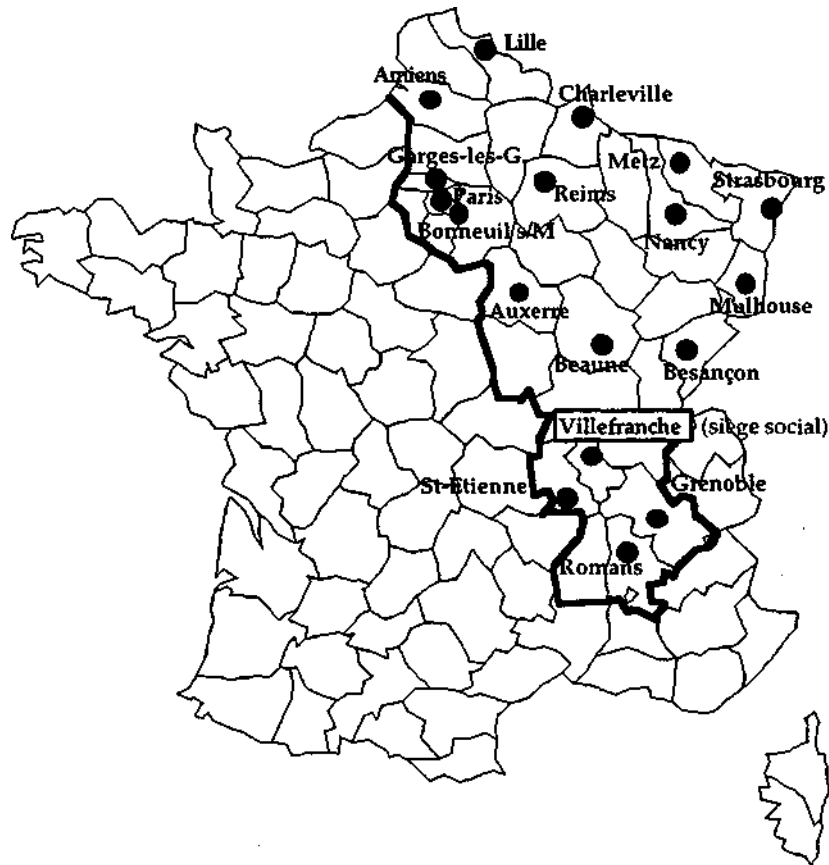 Lille
Amiens
Charleville
Garges-les-G.
Metz
Strasbourg
Paris
Reims
Bonneuil s/M
Nancy
Auxerre
Mulhouse
Beaune
Besançon
Villefranche (siège social)
St-Etienne
Grenoble
Romans